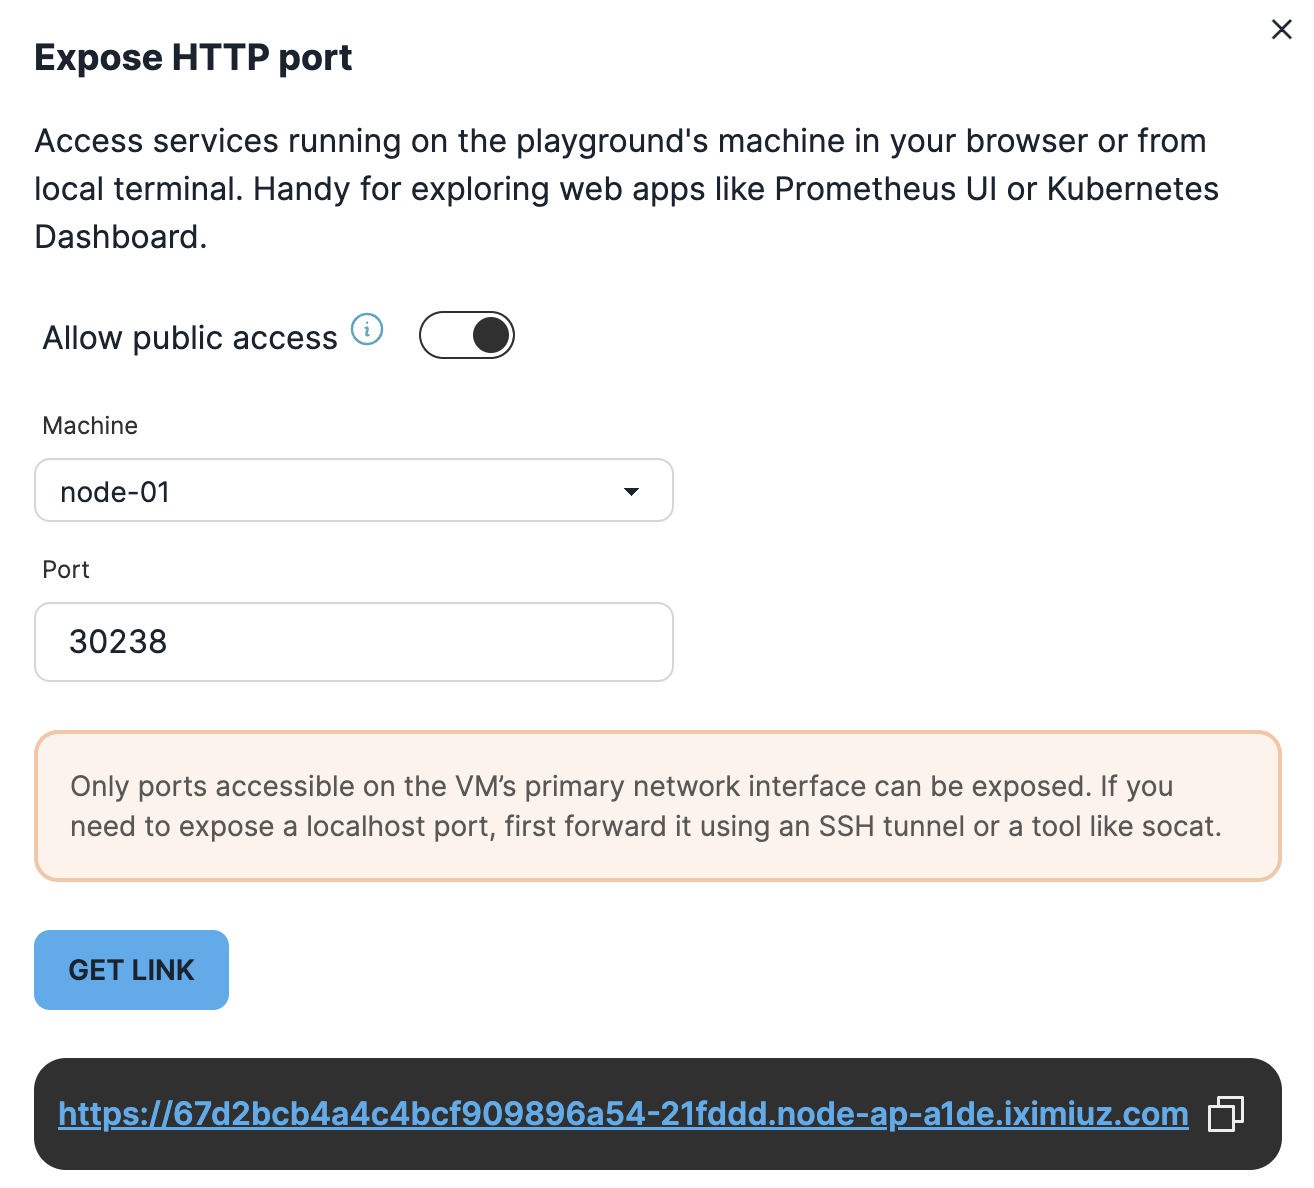 Expose HTTP port
Access services running on the playground's machine in your browser or from
local terminal. Handy for exploring web apps like Prometheus UI or Kubernetes
Dashboard.
Allow public access
Machine
node-01
Port
30238
Only ports accessible on the VM’s primary network interface can be exposed. If you
need to expose a localhost port, first forward it using an SSH tunnel or a tool like socat.
GET LINK
https://67d2bcb4a4c4bcf909896a54-21fddd.node-ap-a1de.iximiuz.com